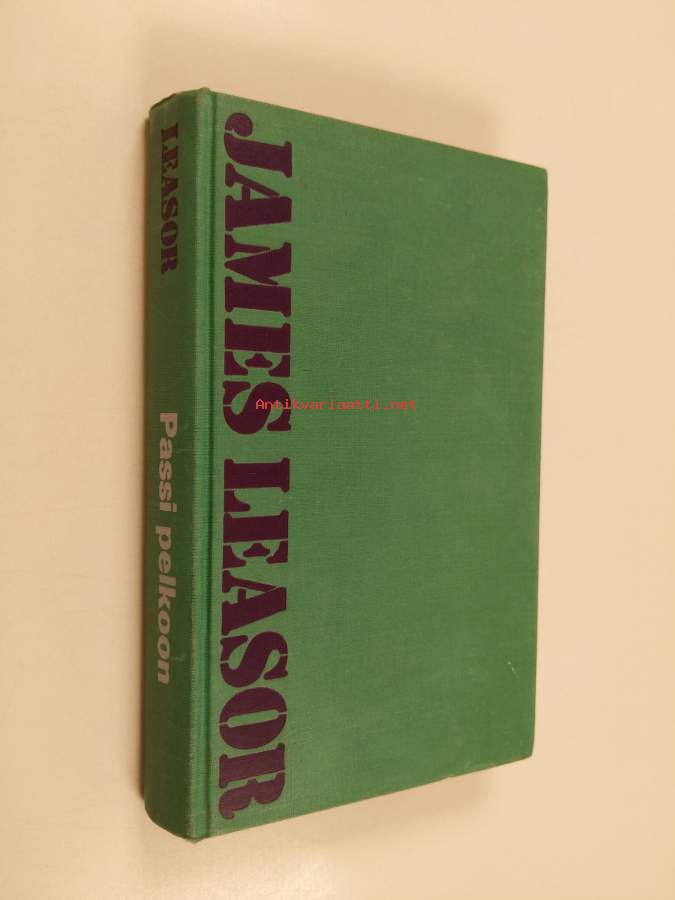 LEASOR
Passi pelkoon
JAMES LEASOR
Antikvariaatti.net